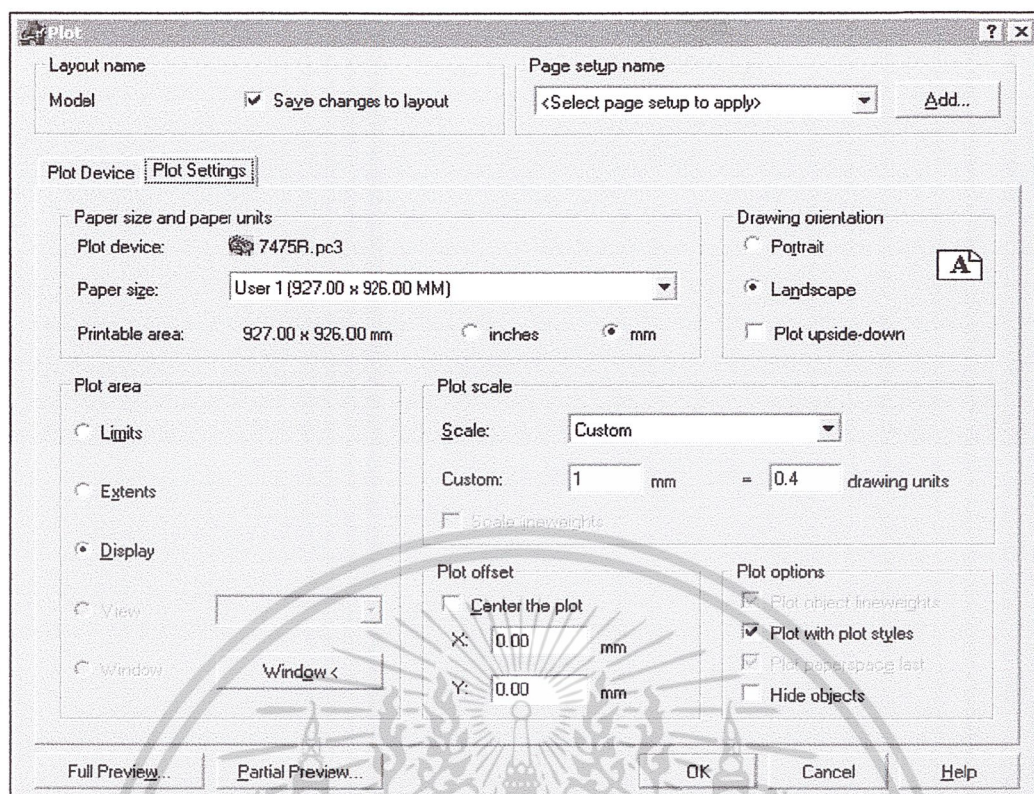 Plot
Layout name
Model
Save changes to layout
Page setup name
<Select page setup to apply>
Add...
Plot Device
Plot Settings
Paper size and paper units
Plot device:
7475R.pc3
Paper size:
User 1 (927.00 x 926.00 MM)
Printable area:
927.00 x 926.00 mm
inches
mm
Drawing orientation
Portrait
Landscape
Plot upside-down
A
Plot area
Limits
Extents
Display
View
Window
Window <
Plot scale
Scale:
Custom
Custom:
1
mm
=
0.4
drawing units
Scale lineweights
Plot offset
Center the plot
X:
0.00
mm
Y:
0.00
mm
Plot options
Plot object lineweights
Plot with plot styles
Plot paperspace last
Hide objects
Full Preview...
Partial Preview...
OK
Cancel
Help